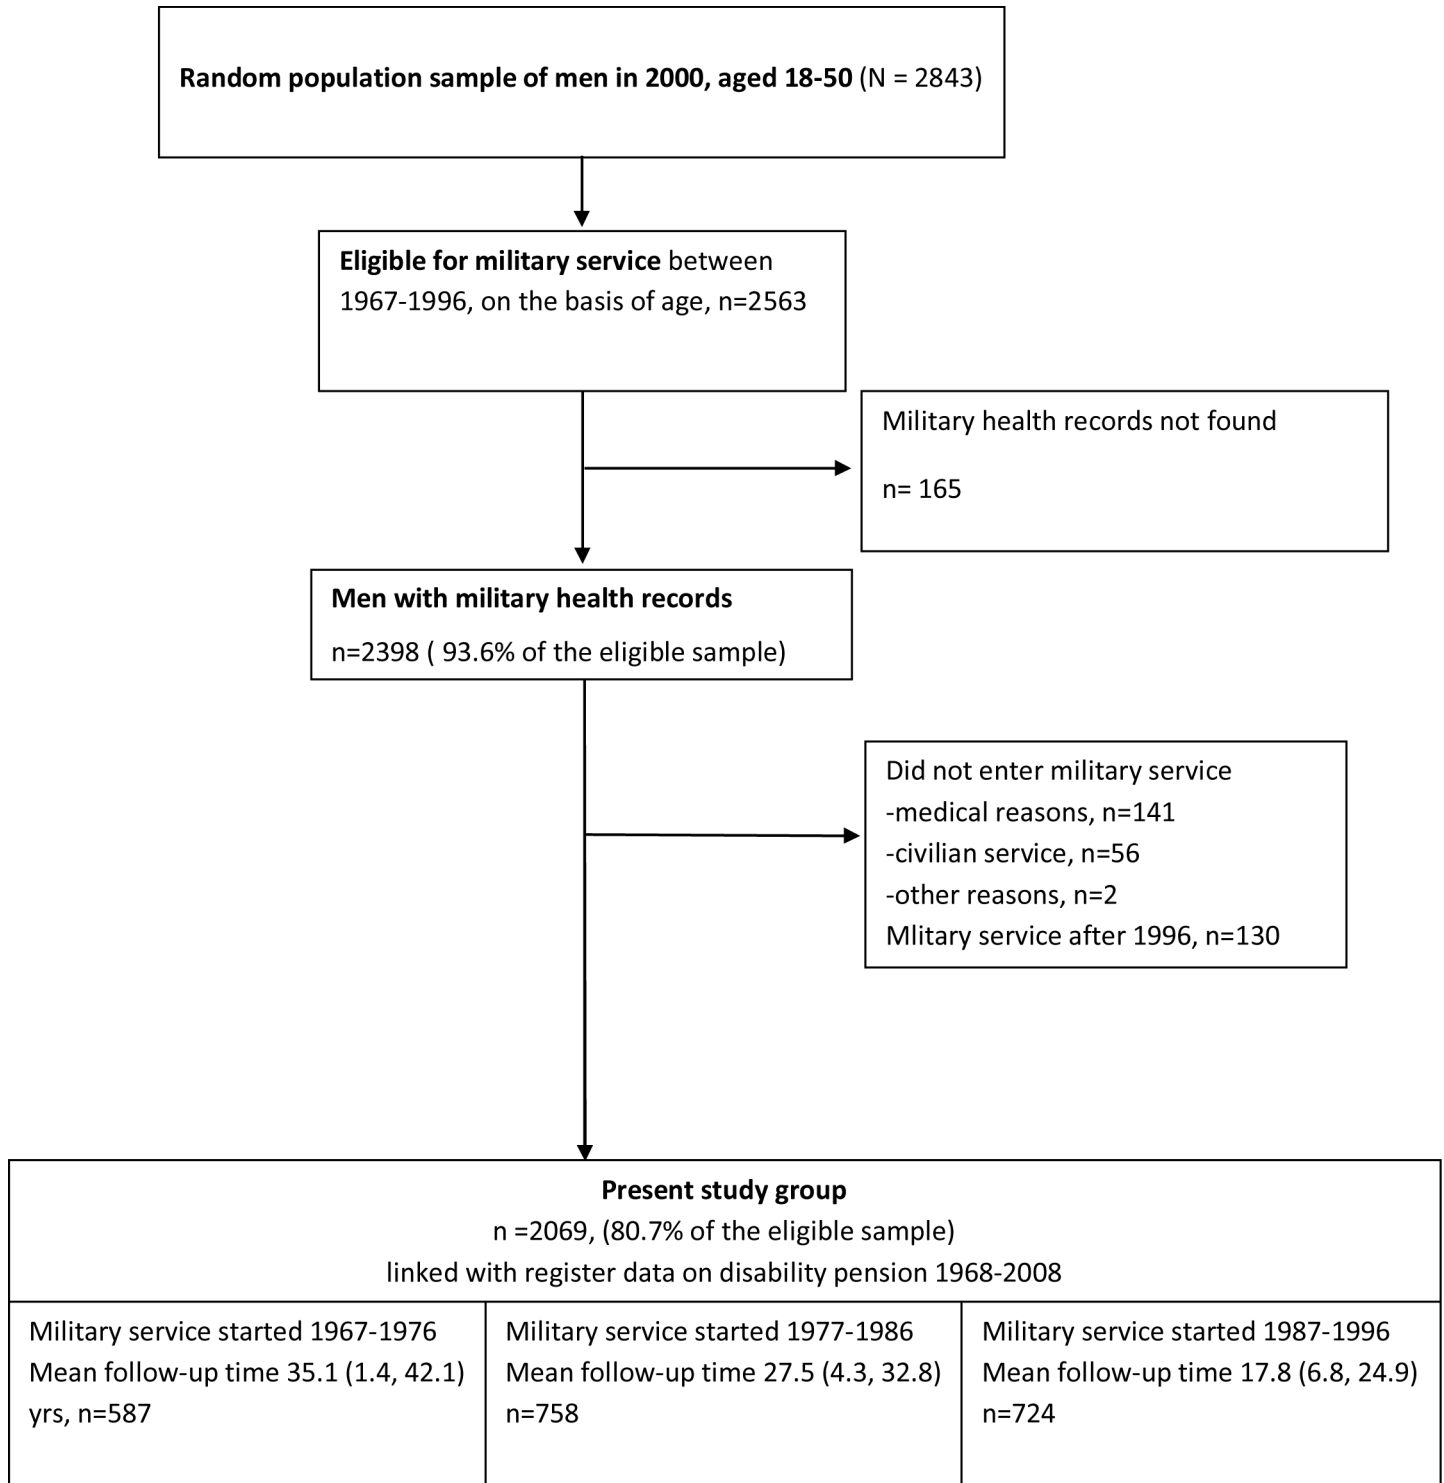 Random population sample of men in 2000, aged 18-50 (N = 2843)
Eligible for military service between
1967-1996, on the basis of age, n=2563
Military health records not found
n= 165
Men with military health records
n=2398 ( 93.6% of the eligible sample)
Did not enter military service
-medical reasons, n=141
-civilian service, n=56
-other reasons, n=2
Mlitary service after 1996, n=130
Present study group
n =2069, (80.7% of the eligible sample)
linked with register data on disability pension 1968-2008
Military service started 1967-1976
Mean follow-up time 35.1 (1.4, 42.1)
yrs, n=587
Military service started 1977-1986
Mean follow-up time 27.5 (4.3, 32.8)
n=758
Military service started 1987-1996
Mean follow-up time 17.8 (6.8, 24.9)
n=724